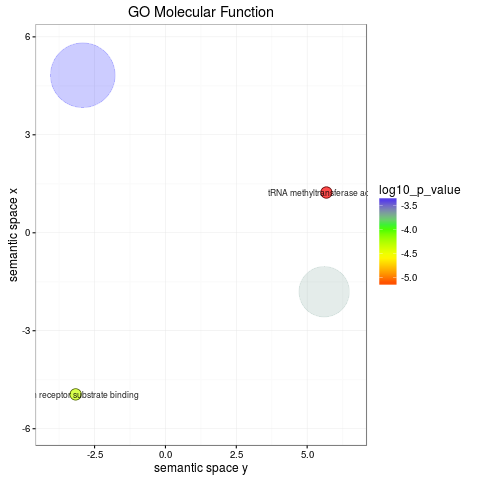 GO Molecular Function
6
3
0
-3
-6
semantic space x
tRNA methyltransferase
receptor substrate binding
-2.5 0.0 2.5 5.0
semantic space y
log10_p_value
-3.5
-4.0
-4.5
-5.0